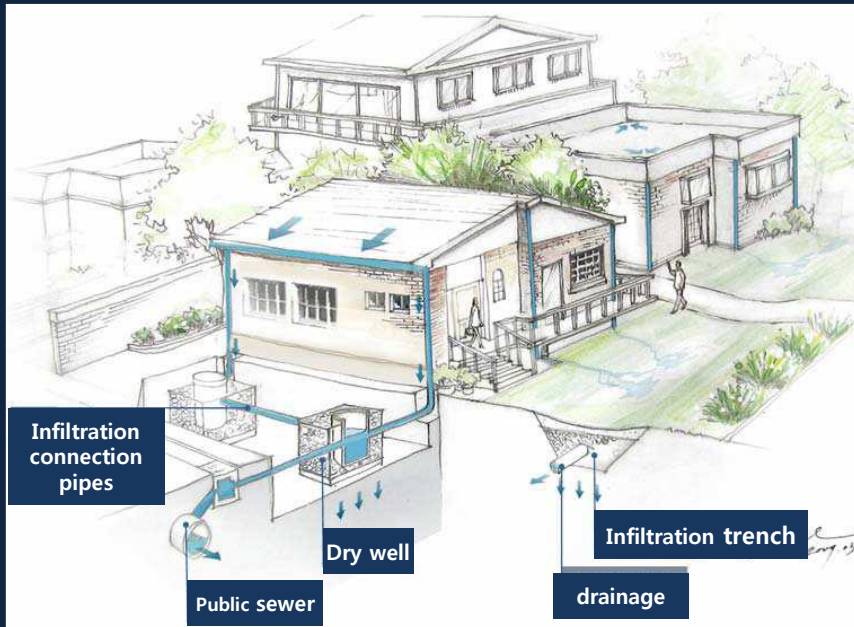 Infiltration
connection
pipes
Dry well
Infiltration trench
Public sewer
drainage